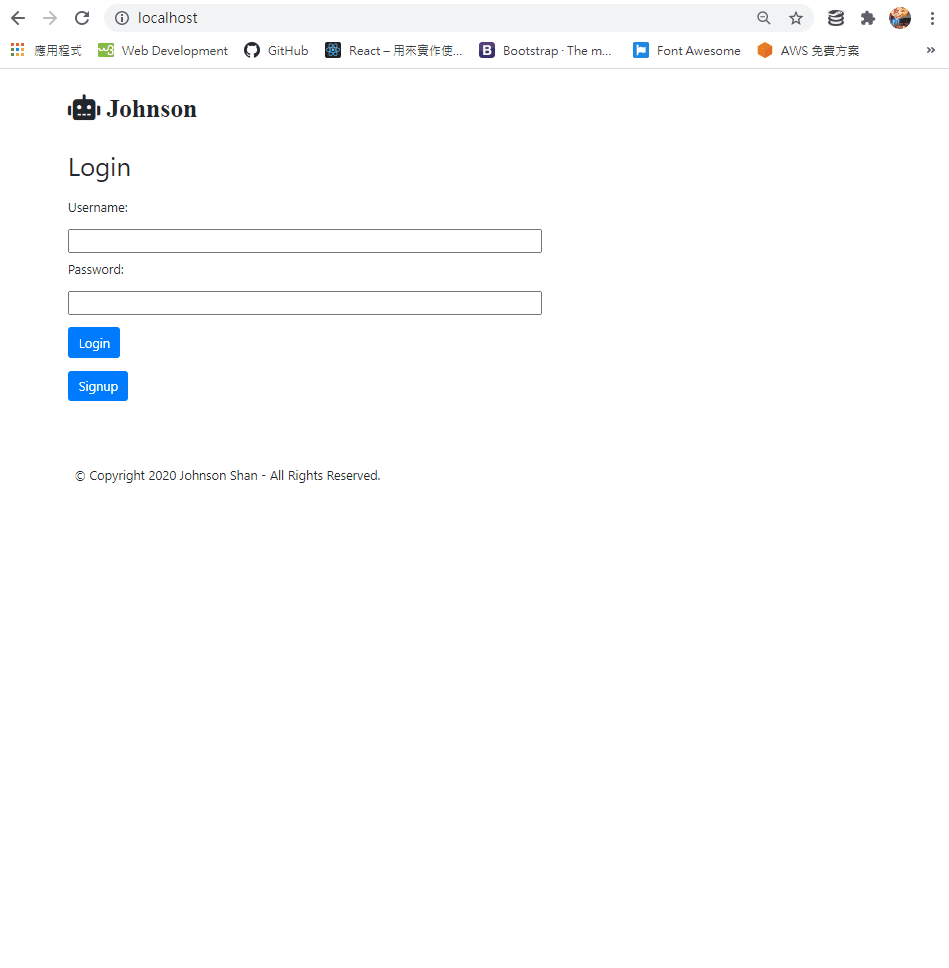 localhost
應用程式 Web Development GitHub React – 用來實作使... Bootstrap · The m... Font Awesome AWS 免費方案 »
Johnson
Login
Username:
Password:
Login
Signup
© Copyright 2020 Johnson Shan - All Rights Reserved.